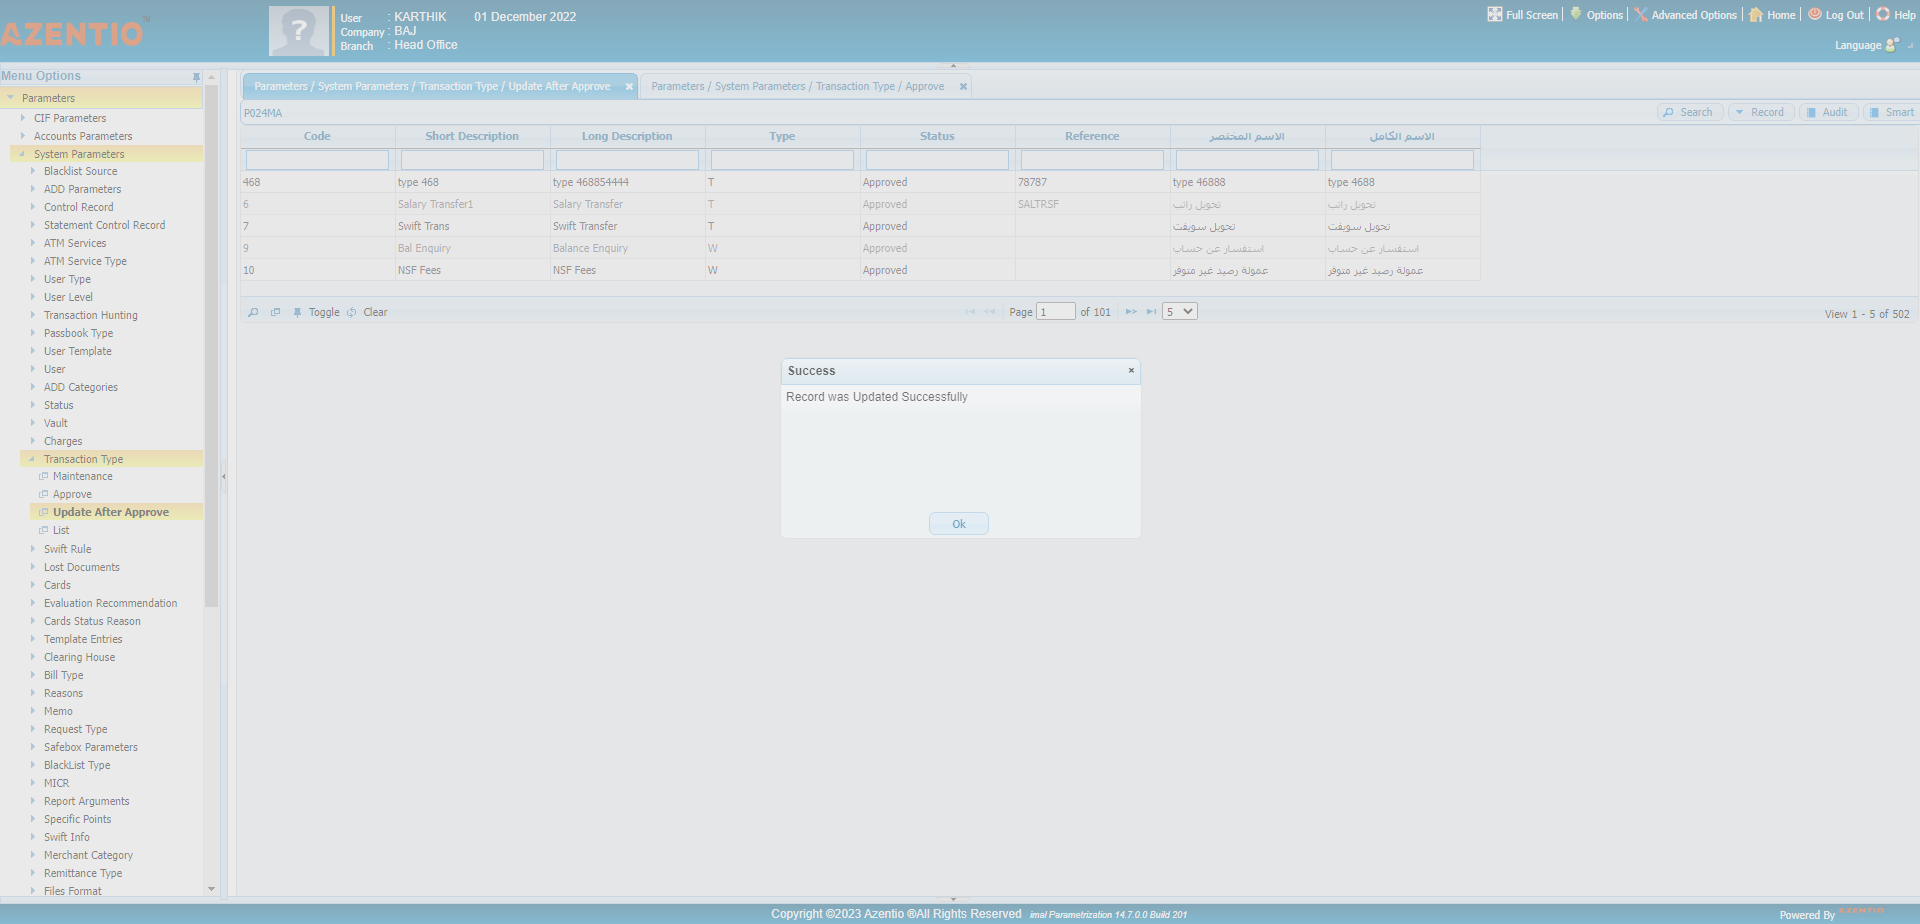 AZENTIO
TM
User : KARTHIK 01 December 2022
Company : BAJ
Branch : Head Office
Full Screen
Options
Advanced Options
Home
Log Out
Help
Language
Menu Options
Parameters
CIF Parameters
Accounts Parameters
System Parameters
Blacklist Source
ADD Parameters
Control Record
Statement Control Record
ATM Services
ATM Service Type
User Type
User Level
Transaction Hunting
Passbook Type
User Template
User
ADD Categories
Status
Vault
Charges
Transaction Type
Maintenance
Approve
Update After Approve
List
Swift Rule
Lost Documents
Cards
Evaluation Recommendation
Cards Status Reason
Template Entries
Clearing House
Bill Type
Reasons
Memo
Request Type
Safebox Parameters
BlackList Type
MICR
Report Arguments
Specific Points
Swift Info
Merchant Category
Remittance Type
Files Format
Parameters / System Parameters / Transaction Type / Update After Approve
Parameters / System Parameters / Transaction Type / Approve
P024MA
Search
Record
Audit
Smart
Code Short Description Long Description Type Status Reference الاسم المختصر الاسم الكامل
468 type 468 type 468854444 T Approved 78787 type 46888 type 4688
6 Salary Transfer1 Salary Transfer T Approved SALTRSF تحويل راتب تحويل راتب
7 Swift Trans Swift Transfer T Approved تحويل سويفت تحويل سويفت
9 Bal Enquiry Balance Enquiry W Approved استفسار عن حساب استفسار عن حساب
10 NSF Fees NSF Fees W Approved عمولة رصيد غير متوفر عمولة رصيد غير متوفر
Toggle Clear
Page 1 of 101
5
View 1 - 5 of 502
Success
Record was Updated Successfully
Ok
Copyright ©2023 Azentio ®All Rights Reserved imal Parametrization 14.7.0.0 Build 201
Powered By AZENTIO